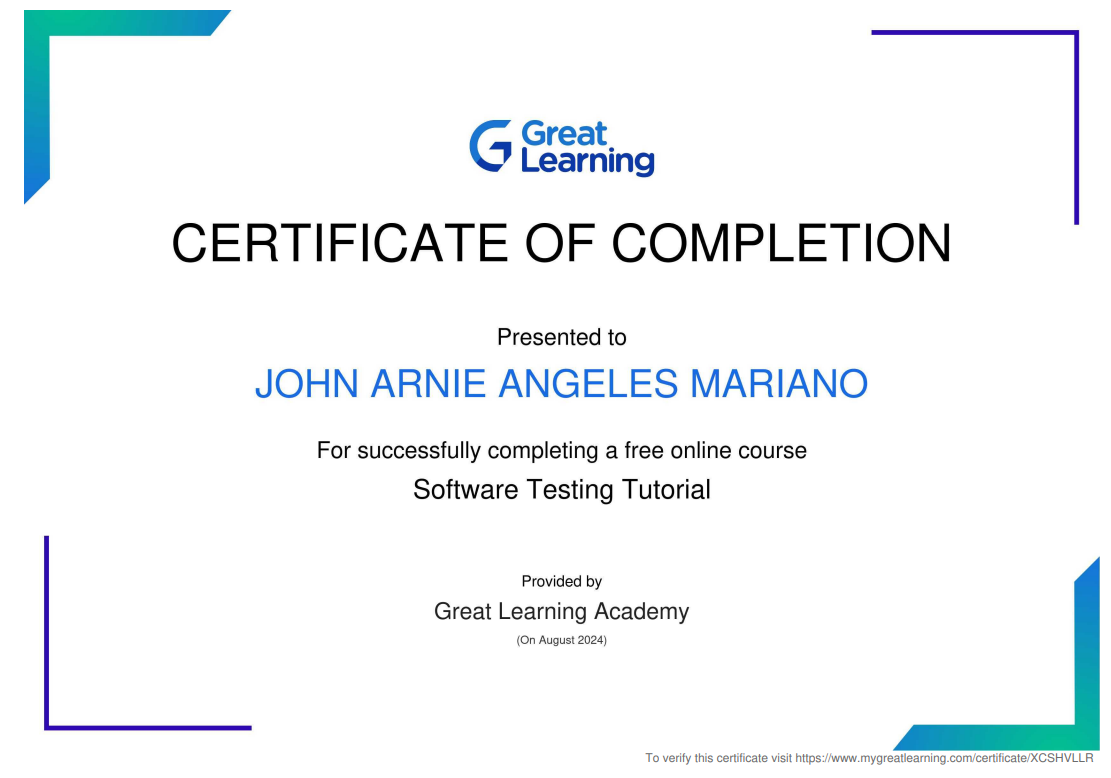 Great
Learning
CERTIFICATE OF COMPLETION
Presented to
JOHN ARNIE ANGELES MARIANO
For successfully completing a free online course
Software Testing Tutorial
Provided by
Great Learning Academy
(On August 2024)
To verify this certificate visit https://www.mygreatlearning.com/certificate/XCSHVLLR